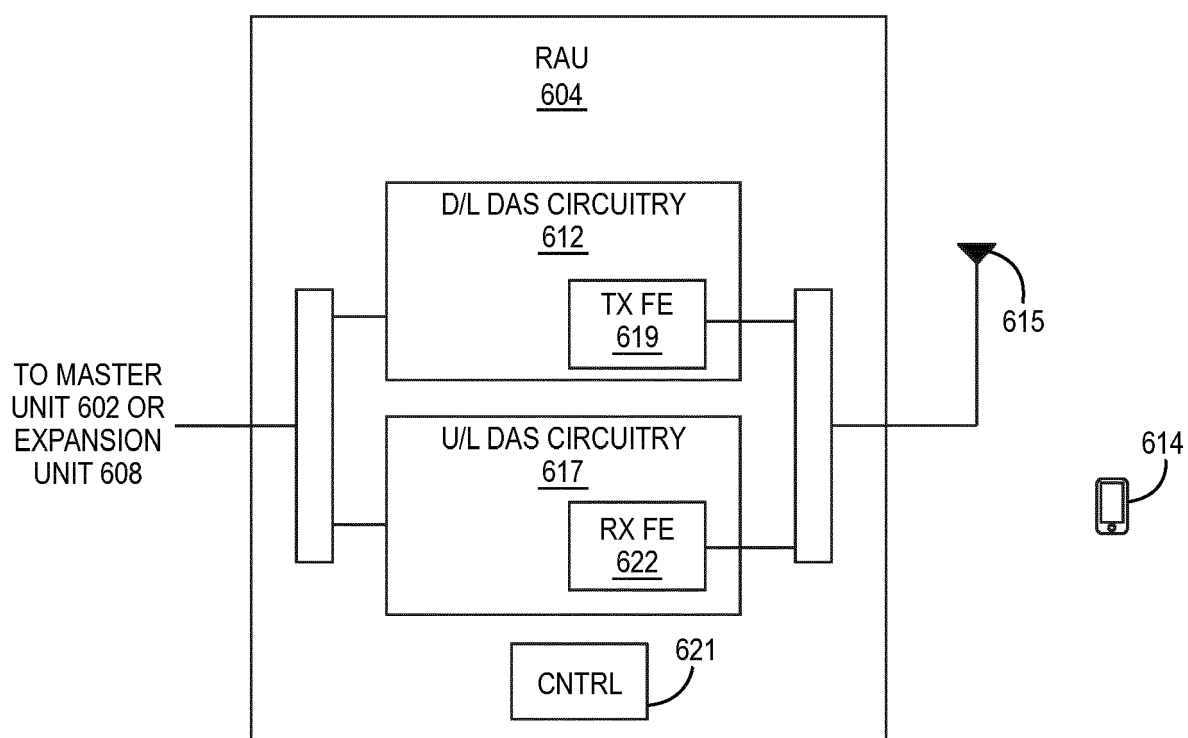 RAU
604
D/L DAS CIRCUITRY
612
TX FE
619
615
TO MASTER
UNIT 602 OR
EXPANSION
UNIT 608
U/L DAS CIRCUITRY
617
RX FE
622
614
CNTRL
621